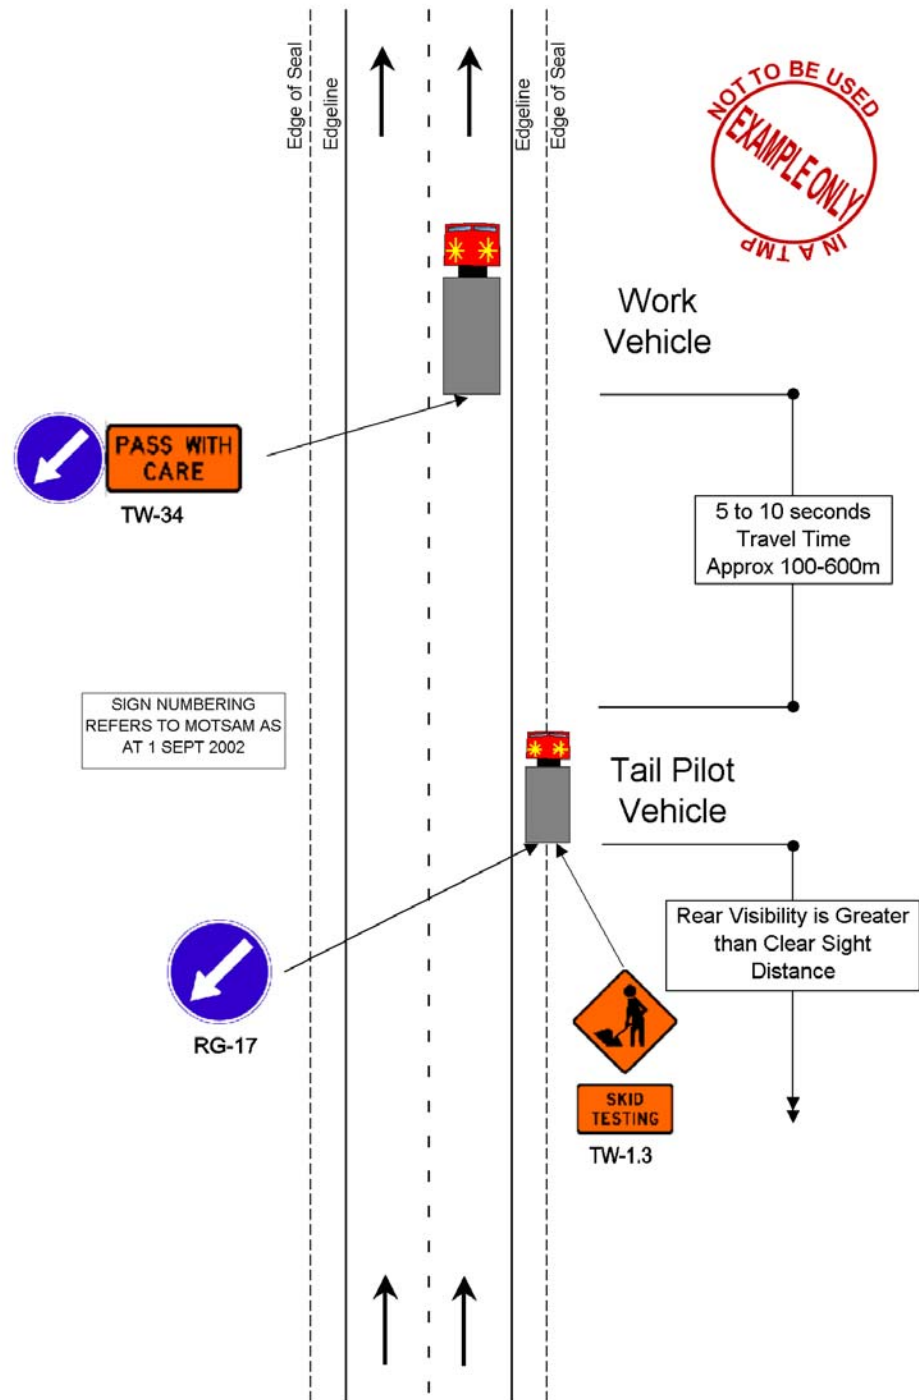 Edge of Seal
Edgeline
Edgeline
Edge of Seal
NOT TO BE USED
EXAMPLE ONLY
IN A TMP
Work
Vehicle
PASS WITH
CARE
TW-34
5 to 10 seconds
Travel Time
Approx 100-600m
SIGN NUMBERING
REFERS TO MOTSAM AS
AT 1 SEPT 2002
Tail Pilot
Vehicle
Rear Visibility is Greater
than Clear Sight
Distance
RG-17
SKID
TESTING
TW-1.3